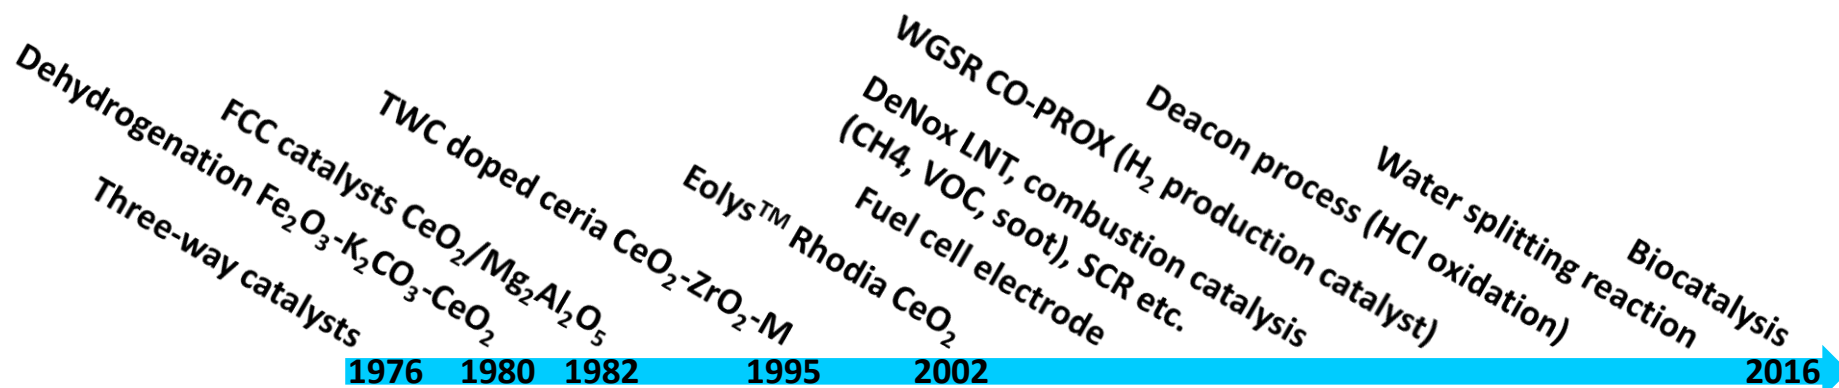 Three-way catalysts
Dehydrogenation Fe₂O₃-K₂CO₃-CeO₂
FCC catalysts CeO₂/Mg₂Al₂O₅
TWC doped ceria CeO₂-ZrO₂-M
Eolys™ Rhodia CeO₂
Fuel cell electrode
DeNox LNT, combustion catalysis
(CH4, VOC, soot), SCR etc.
WGSR CO-PROX (H₂ production catalyst)
Deacon process (HCl oxidation)
Water splitting reaction
Biocatalysis
1976 1980 1982 1995 2002 2016